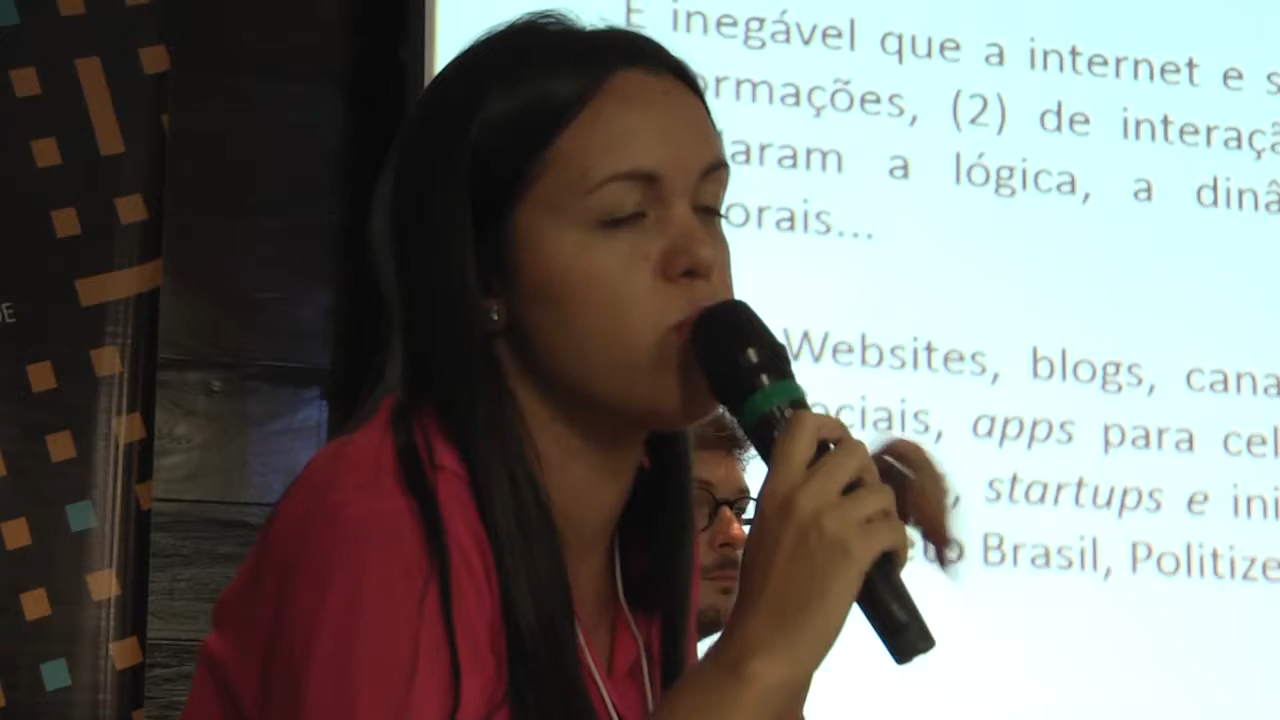 É inegável que a internet e s
ormações, (2) de interaçã
aram a lógica, a dinâ
orais...
Websites, blogs, cana
ociais, apps para cel
, startups e ini
Brasil, Politize